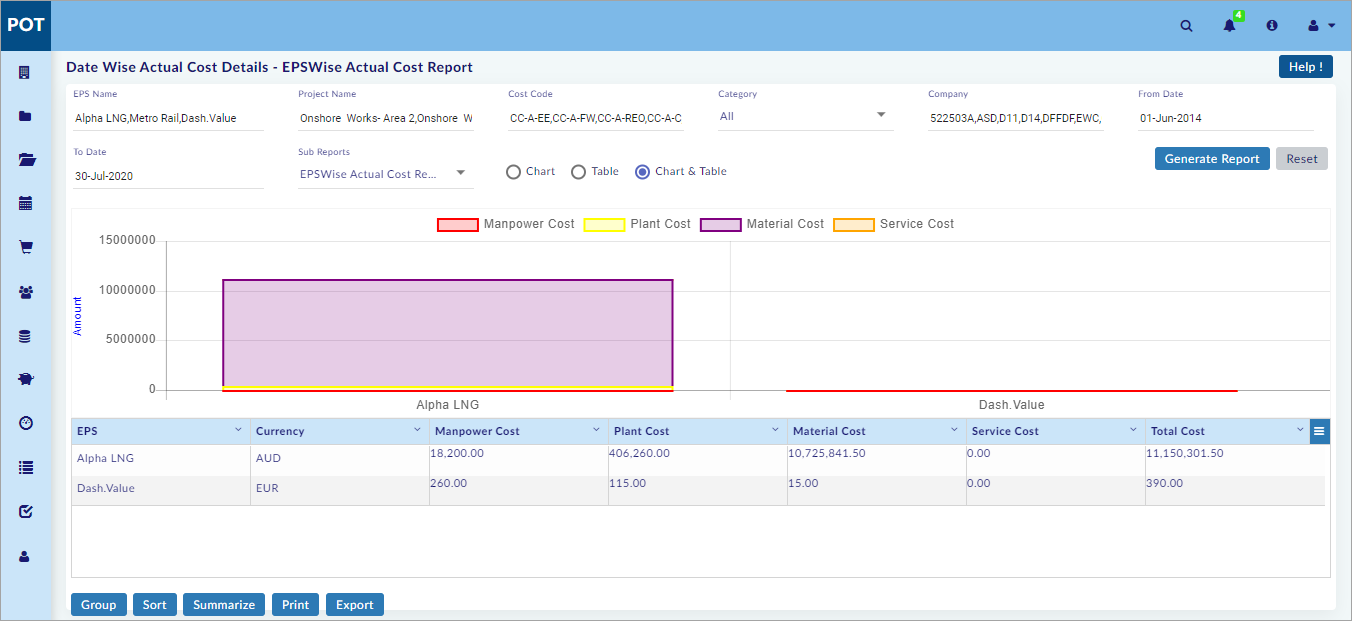 POT
4
Date Wise Actual Cost Details - EPSWise Actual Cost Report
Help !
EPS Name Project Name Cost Code Category Company From Date
Alpha LNG,Metro Rail,Dash.Value Onshore Works- Area 2,Onshore W CC-A-EE,CC-A-FW,CC-A-REO,CC-A-C All 522503A,ASD,D11,D14,DFFDF,EWC, 01-Jun-2014
To Date Sub Reports
30-Jul-2020 EPSWise Actual Cost Re... Chart Table Chart & Table Generate Report Reset
Manpower Cost Plant Cost Material Cost Service Cost
15000000
10000000
Amount
5000000
0
Alpha LNG Dash.Value
EPS Currency Manpower Cost Plant Cost Material Cost Service Cost Total Cost
Alpha LNG AUD 18,200.00 406,260.00 10,725,841.50 0.00 11,150,301.50
Dash.Value EUR 260.00 115.00 15.00 0.00 390.00
Group Sort Summarize Print Export